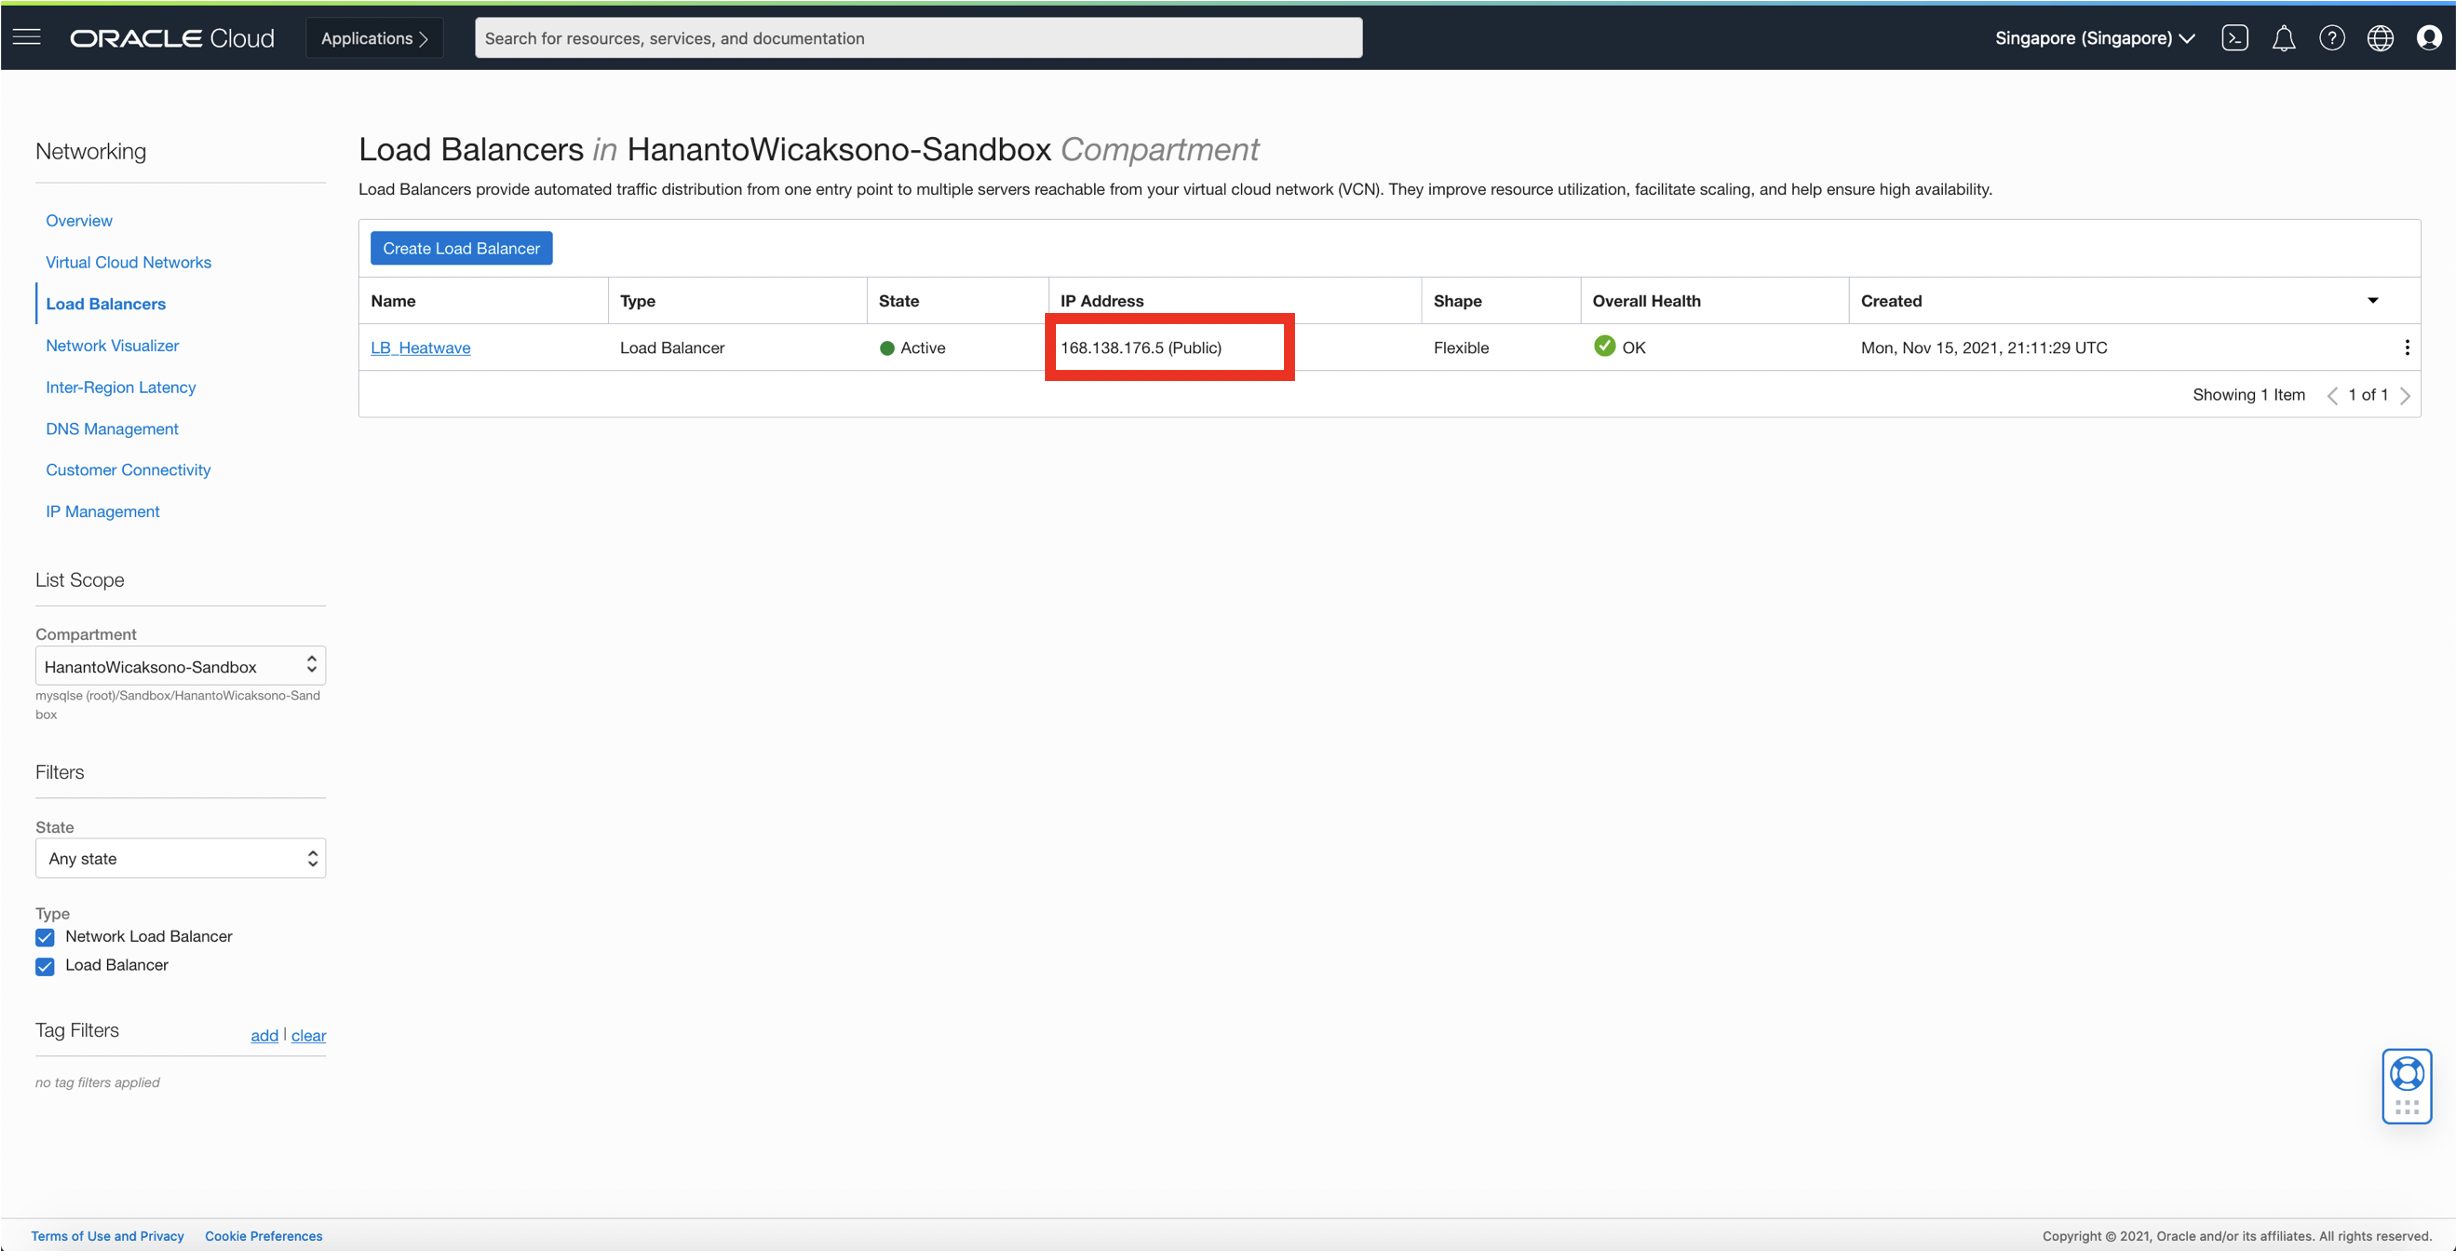 ORACLE Cloud
Applications
Search for resources, services, and documentation
Singapore (Singapore)
Networking
Overview
Virtual Cloud Networks
Load Balancers
Network Visualizer
Inter-Region Latency
DNS Management
Customer Connectivity
IP Management
List Scope
Compartment
HanantoWicaksono-Sandbox
mysqlse (root)/Sandbox/HanantoWicaksono-Sand
box
Filters
State
Any state
Type
Network Load Balancer
Load Balancer
Tag Filters add | clear
no tag filters applied
Load Balancers in HanantoWicaksono-Sandbox Compartment
Load Balancers provide automated traffic distribution from one entry point to multiple servers reachable from your virtual cloud network (VCN). They improve resource utilization, facilitate scaling, and help ensure high availability.
Create Load Balancer
Name Type State IP Address Shape Overall Health Created
LB_Heatwave Load Balancer Active 168.138.176.5 (Public) Flexible OK Mon, Nov 15, 2021, 21:11:29 UTC
Showing 1 Item 1 of 1
Terms of Use and Privacy Cookie Preferences
Copyright © 2021, Oracle and/or its affiliates. All rights reserved.